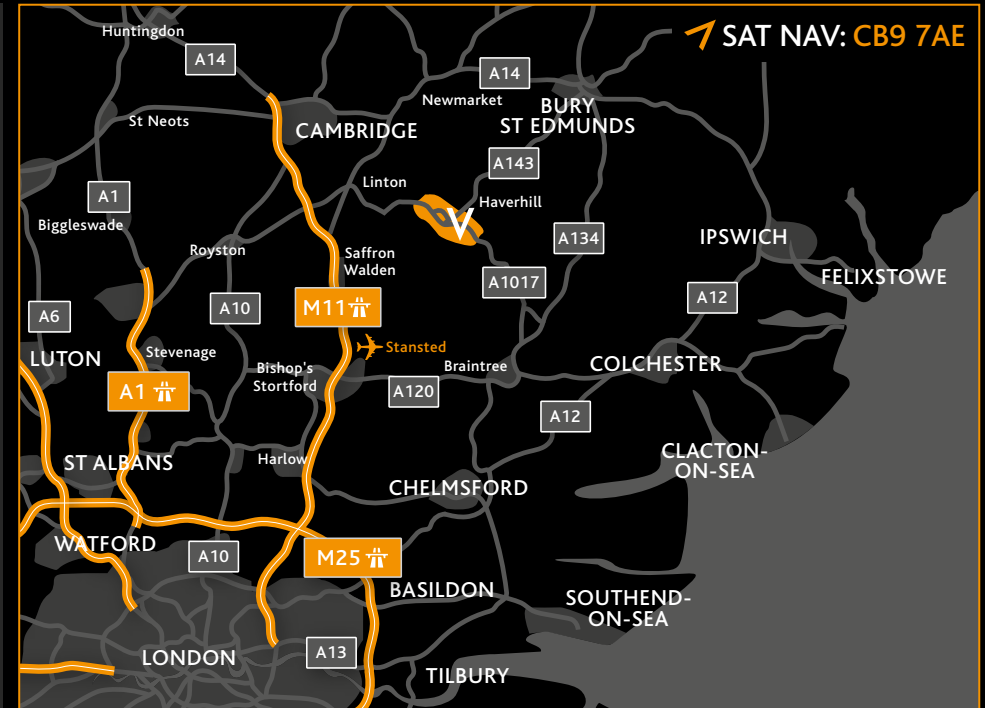 SAT NAV: CB9 7AE
Huntingdon
A14
A14
Newmarket
BURY
ST EDMUNDS
St Neots
CAMBRIDGE
A143
Linton
A1
Haverhill
V
Biggleswade
Royston
A134
IPSWICH
Saffron
Walden
FELIXSTOWE
A1017
A6
A10
M11
A12
LUTON
Stevenage
Stansted
Bishop's
Stortford
Braintree
COLCHESTER
A1
A120
A12
ST ALBANS
Harlow
CLACTON-
ON-SEA
CHELMSFORD
WATFORD
A10
M25
BASILDON
SOUTHEND-
ON-SEA
LONDON
A13
TILBURY